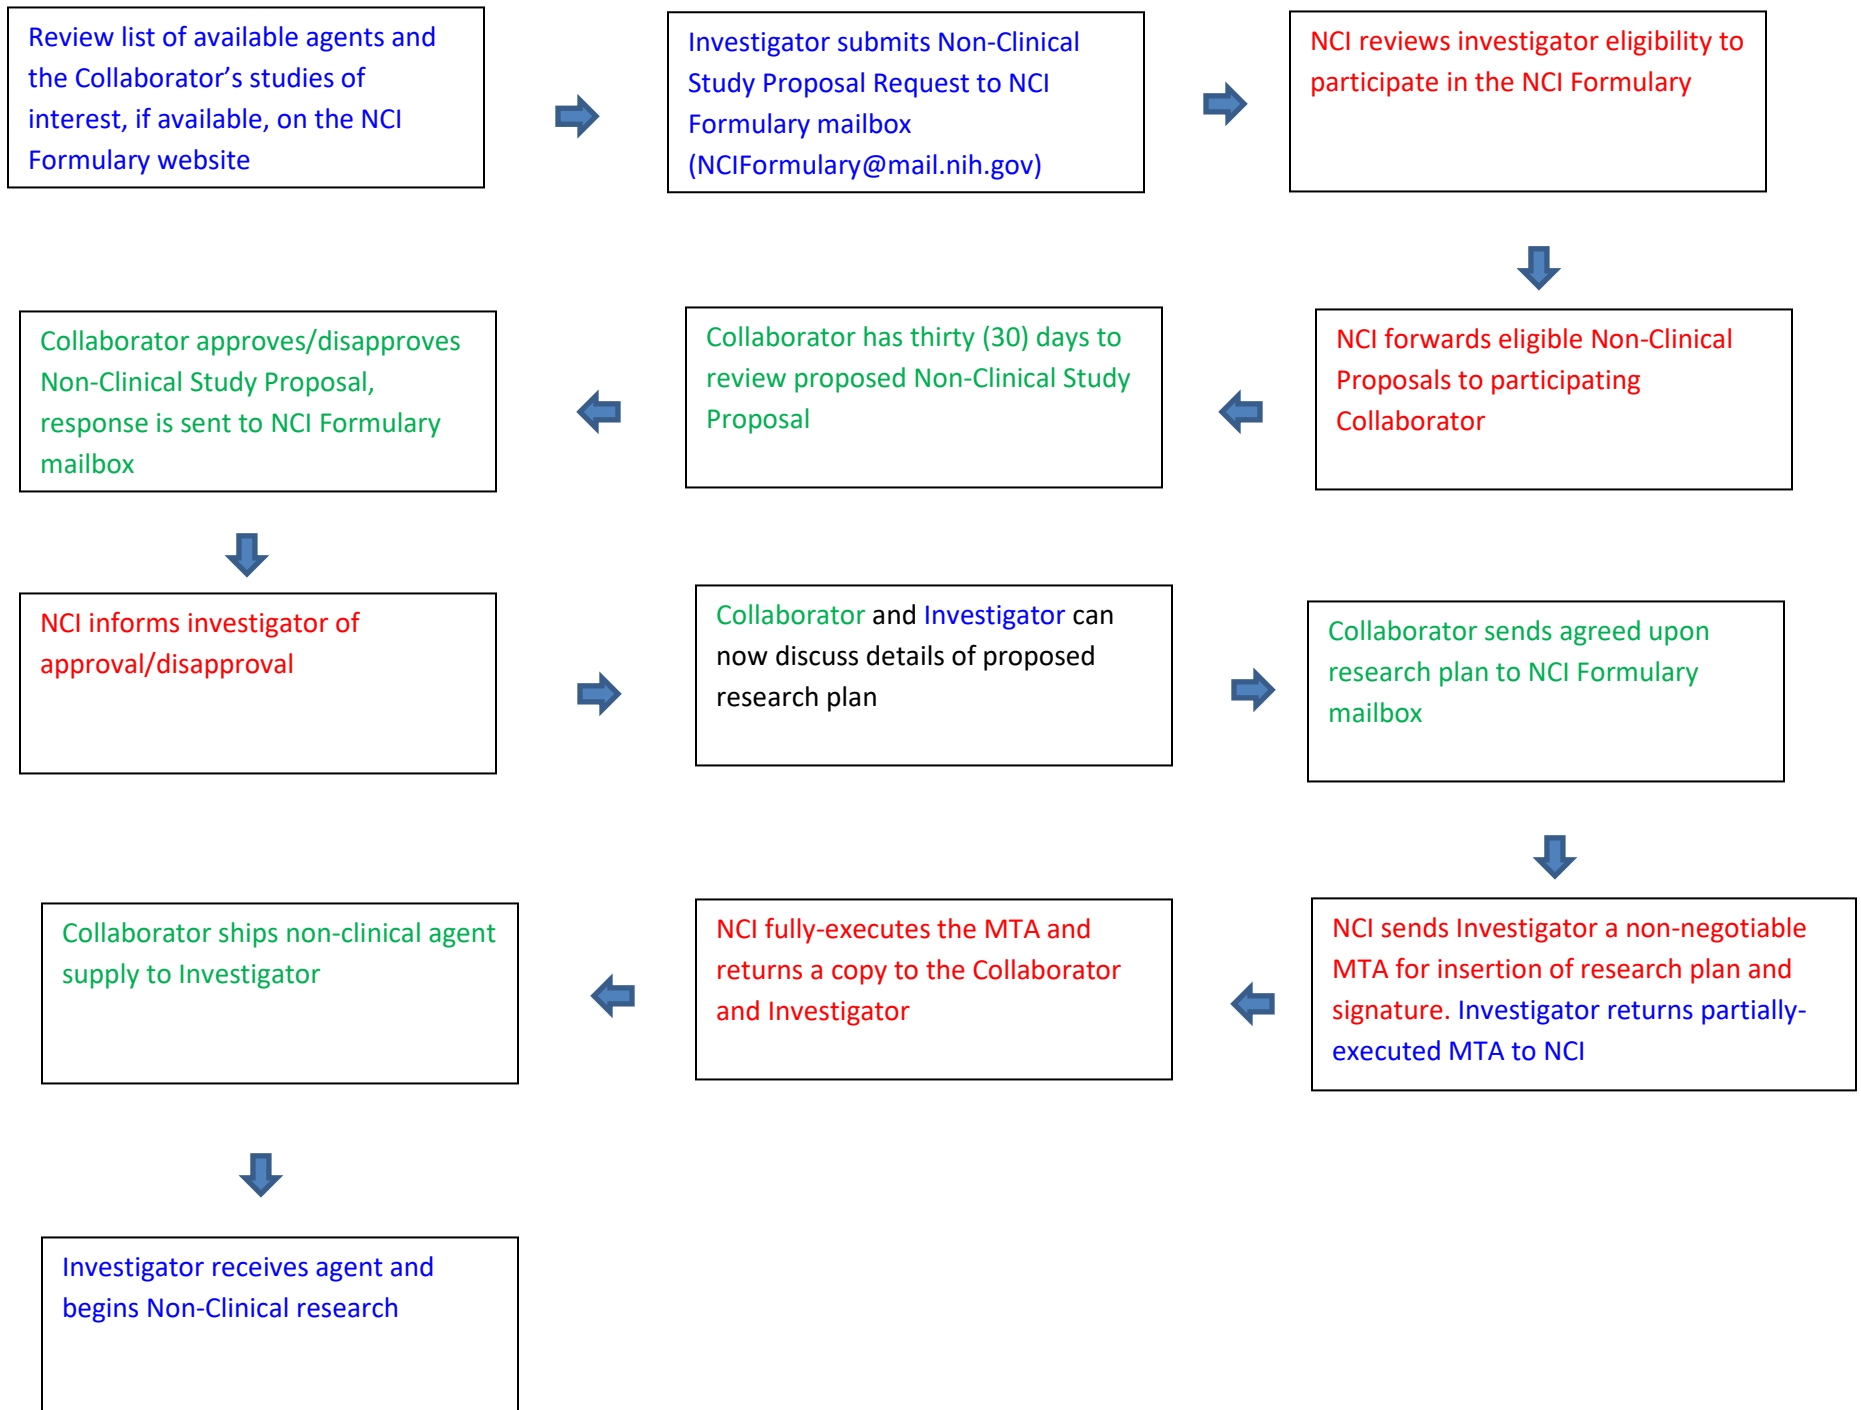 Review list of available agents and
the Collaborator’s studies of
interest, if available, on the NCI
Formulary website
Investigator submits Non-Clinical
Study Proposal Request to NCI
Formulary mailbox
(NCIFormulary@mail.nih.gov)
NCI reviews investigator eligibility to
participate in the NCI Formulary
NCI forwards eligible Non-Clinical
Proposals to participating
Collaborator
Collaborator has thirty (30) days to
review proposed Non-Clinical Study
Proposal
Collaborator approves/disapproves
Non-Clinical Study Proposal,
response is sent to NCI Formulary
mailbox
NCI informs investigator of
approval/disapproval
Collaborator and Investigator can
now discuss details of proposed
research plan
Collaborator sends agreed upon
research plan to NCI Formulary
mailbox
NCI sends Investigator a non-negotiable
MTA for insertion of research plan and
signature. Investigator returns partially-
executed MTA to NCI
NCI fully-executes the MTA and
returns a copy to the Collaborator
and Investigator
Collaborator ships non-clinical agent
supply to Investigator
Investigator receives agent and
begins Non-Clinical research